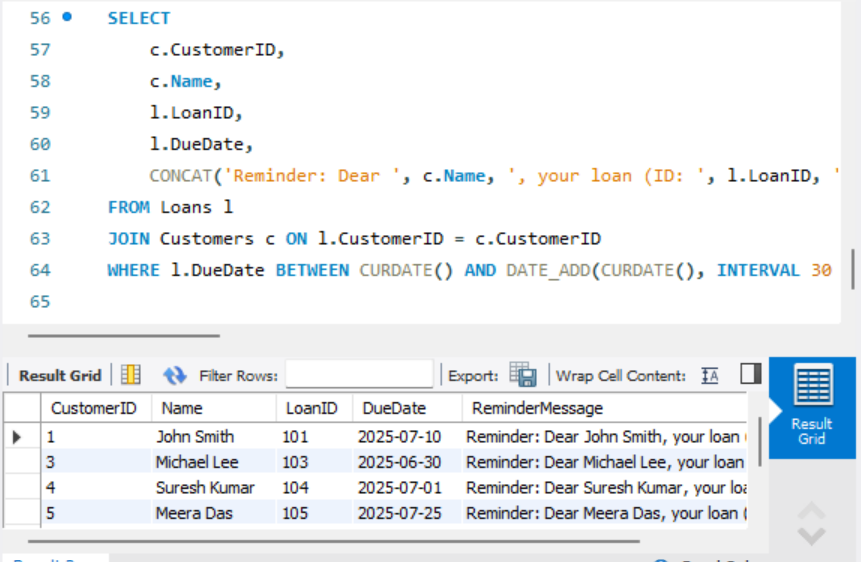 56 SELECT
57 c.CustomerID,
58 c.Name,
59 l.LoanID,
60 l.DueDate,
61 CONCAT('Reminder: Dear ', c.Name, ', your loan (ID: ', l.LoanID, '
62 FROM Loans l
63 JOIN Customers c ON l.CustomerID = c.CustomerID
64 WHERE l.DueDate BETWEEN CURDATE() AND DATE_ADD(CURDATE(), INTERVAL 30
65
Result Grid Filter Rows: Export: Wrap Cell Content: IA
CustomerID Name LoanID DueDate ReminderMessage
1 John Smith 101 2025-07-10 Reminder: Dear John Smith, your loan
3 Michael Lee 103 2025-06-30 Reminder: Dear Michael Lee, your loan
4 Suresh Kumar 104 2025-07-01 Reminder: Dear Suresh Kumar, your loa
5 Meera Das 105 2025-07-25 Reminder: Dear Meera Das, your loan (
Result
Grid